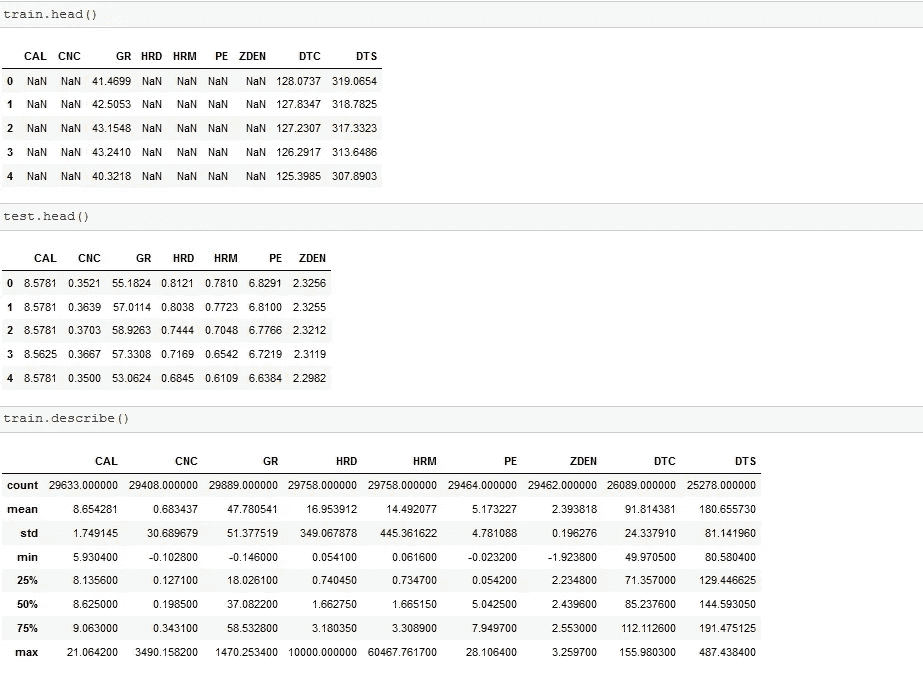 train.head()
CAL CNC GR HRD HRM PE ZDEN DTC DTS
0 NaN NaN 41.4699 NaN NaN NaN NaN 128.0737 319.0654
1 NaN NaN 42.5053 NaN NaN NaN NaN 127.8347 318.7825
2 NaN NaN 43.1548 NaN NaN NaN NaN 127.2307 317.3323
3 NaN NaN 43.2410 NaN NaN NaN NaN 126.2917 313.6486
4 NaN NaN 40.3218 NaN NaN NaN NaN 125.3985 307.8903
test.head()
CAL CNC GR HRD HRM PE ZDEN
0 8.5781 0.3521 55.1824 0.8121 0.7810 6.8291 2.3256
1 8.5781 0.3639 57.0114 0.8038 0.7723 6.8100 2.3255
2 8.5781 0.3703 58.9263 0.7444 0.7048 6.7766 2.3212
3 8.5625 0.3667 57.3308 0.7169 0.6542 6.7219 2.3119
4 8.5781 0.3500 53.0624 0.6845 0.6109 6.6384 2.2982
train.describe()
CAL CNC GR HRD HRM PE ZDEN DTC DTS
count 29633.000000 29408.000000 29889.000000 29758.000000 29758.000000 29464.000000 29462.000000 26089.000000 25278.000000
mean 8.654281 0.683437 47.780541 16.953912 14.492077 5.173227 2.393818 91.814381 180.655730
std 1.749145 30.689679 51.377519 349.067878 445.361622 4.781088 0.196276 24.337910 81.141960
min 5.930400 -0.102800 -0.146000 0.054100 0.061600 -0.023200 -1.923800 49.970500 80.580400
25% 8.135600 0.127100 18.026100 0.740450 0.734700 0.054200 2.234800 71.357000 129.446625
50% 8.625000 0.198500 37.082200 1.662750 1.665150 5.042500 2.439600 85.237600 144.593050
75% 9.063000 0.343100 58.532800 3.180350 3.308900 7.949700 2.553000 112.112600 191.475125
max 21.064200 3490.158200 1470.253400 10000.000000 60467.761700 28.106400 3.259700 155.980300 487.438400